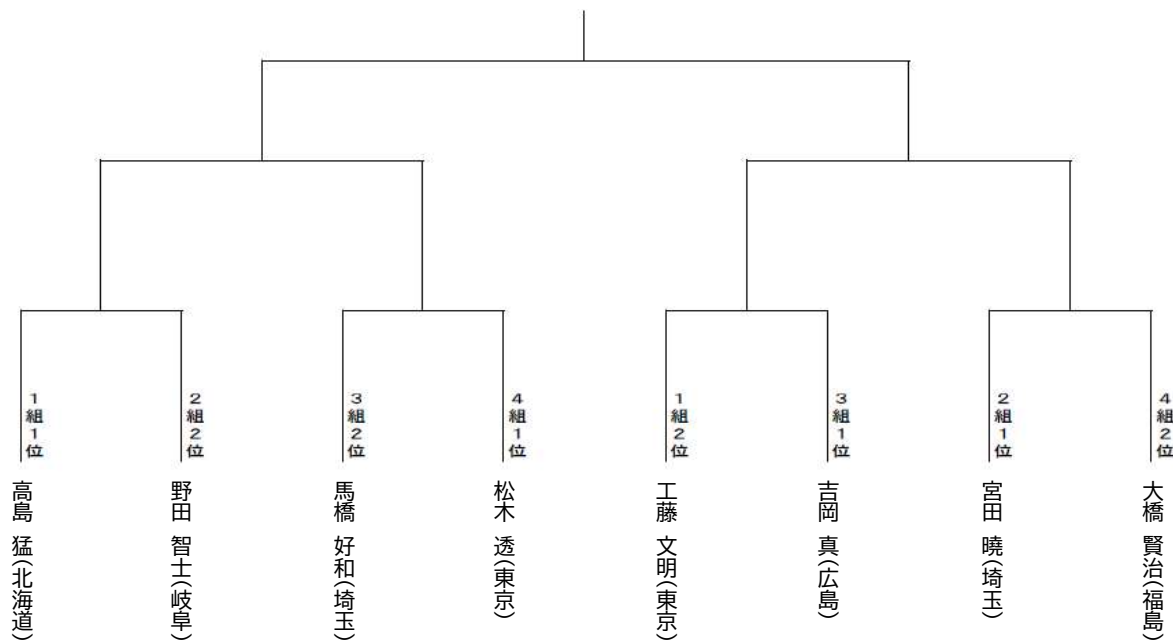 1組1位
2組2位
3組2位
4組1位
1組2位
3組1位
2組1位
4組2位
高島 猛(北海道)
野田 智士(岐阜)
馬橋 好和(埼玉)
松木 透(東京)
工藤 文明(東京)
吉岡 真(広島)
宮田 曉(埼玉)
大橋 賢治(福島)